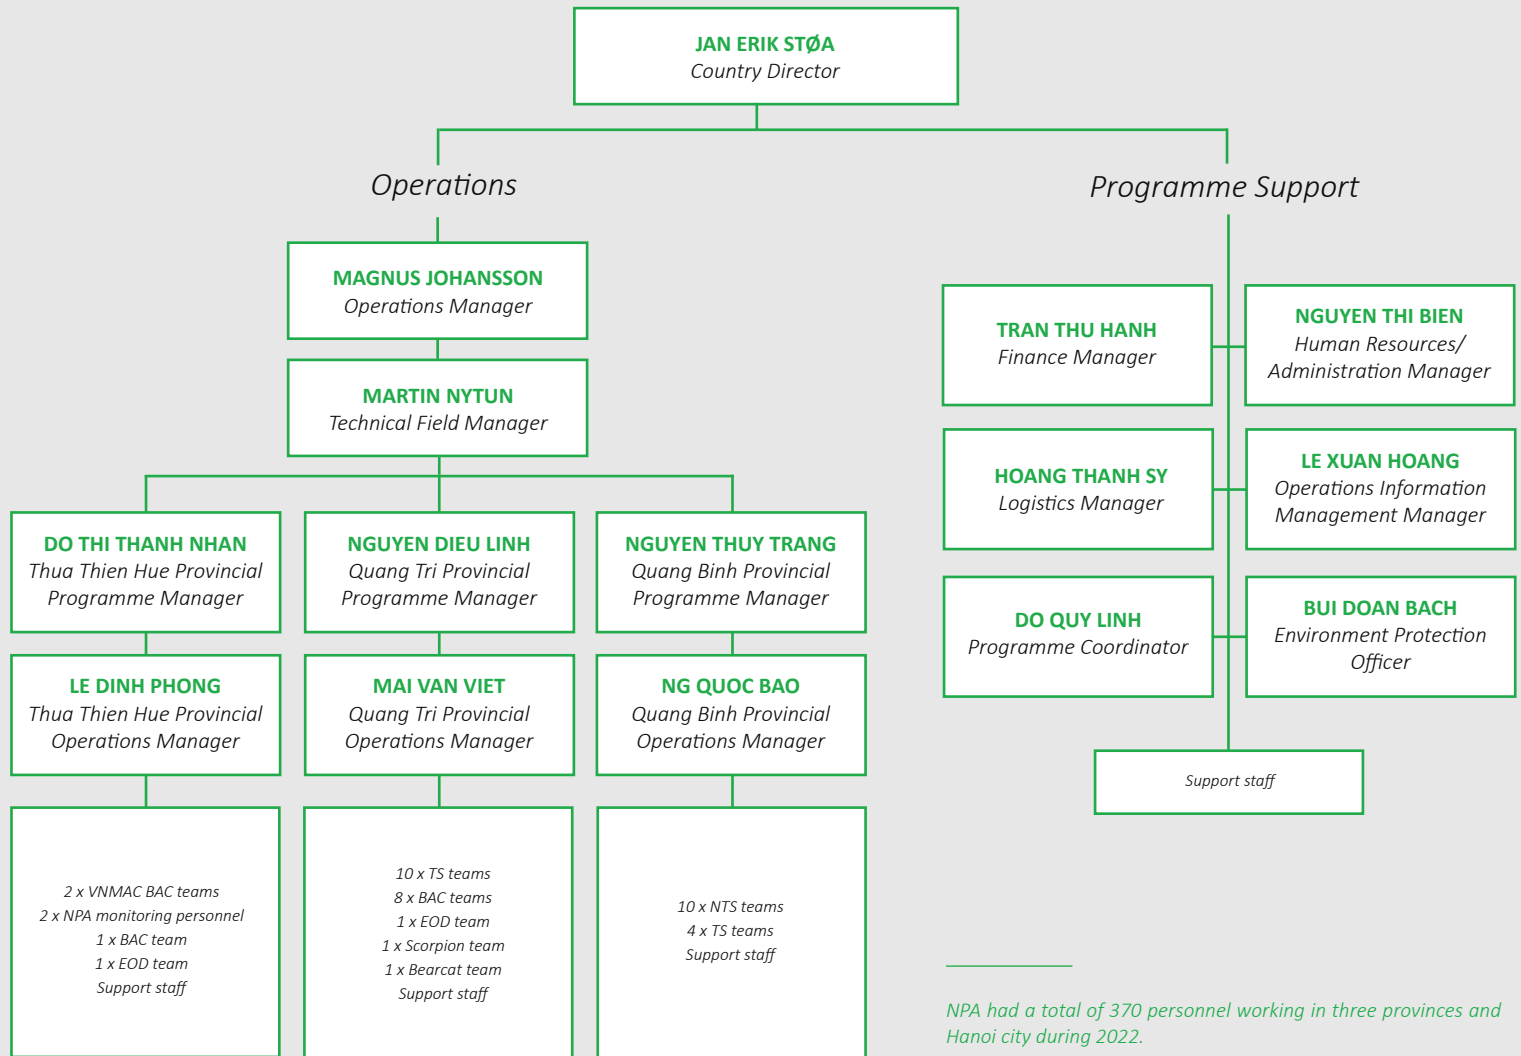 JAN ERIK STØA
Country Director
Operations
Programme Support
MAGNUS JOHANSSON
Operations Manager
MARTIN NYTUN
Technical Field Manager
DO THI THANH NHAN
Thua Thien Hue Provincial
Programme Manager
NGUYEN DIEU LINH
Quang Tri Provincial
Programme Manager
NGUYEN THUY TRANG
Quang Binh Provincial
Programme Manager
LE DINH PHONG
Thua Thien Hue Provincial
Operations Manager
MAI VAN VIET
Quang Tri Provincial
Operations Manager
NG QUOC BAO
Quang Binh Provincial
Operations Manager
2 x VNMAC BAC teams
2 x NPA monitoring personnel
1 x BAC team
1 x EOD team
Support staff
10 x TS teams
8 x BAC teams
1 x EOD team
1 x Scorpion team
1 x Bearcat team
Support staff
10 x NTS teams
4 x TS teams
Support staff
TRAN THU HANH
Finance Manager
NGUYEN THI BIEN
Human Resources/
Administration Manager
HOANG THANH SY
Logistics Manager
LE XUAN HOANG
Operations Information
Management Manager
DO QUY LINH
Programme Coordinator
BUI DOAN BACH
Environment Protection
Officer
Support staff
NPA had a total of 370 personnel working in three provinces and
Hanoi city during 2022.